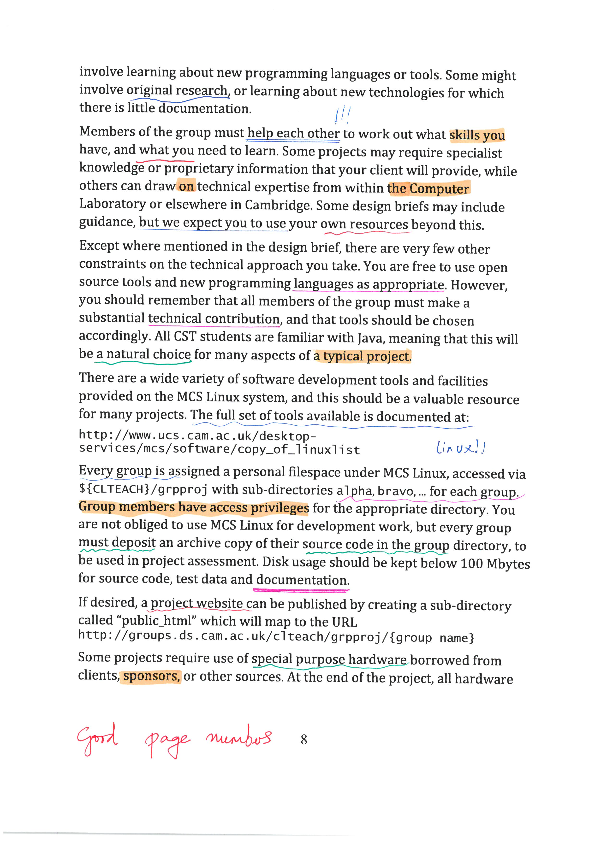 involve learning about new programming languages or tools. Some might
involve original research, or learning about new technologies for which
there is little documentation.
!!!
Members of the group must help each other to work out what skills you
have, and what you need to learn. Some projects may require specialist
knowledge or proprietary information that your client will provide, while
others can draw on technical expertise from within the Computer
Laboratory or elsewhere in Cambridge. Some design briefs may include
guidance, but we expect you to use your own resources beyond this.
Except where mentioned in the design brief, there are very few other
constraints on the technical approach you take. You are free to use open
source tools and new programming languages as appropriate. However,
you should remember that all members of the group must make a
substantial technical contribution, and that tools should be chosen
accordingly. All CST students are familiar with Java, meaning that this will
be a natural choice for many aspects of a typical project.
There are a wide variety of software development tools and facilities
provided on the MCS Linux system, and this should be a valuable resource
for many projects. The full set of tools available is documented at:
http://www.ucs.cam.ac.uk/desktop-
services/mcs/software/copy_of_linuxlist
Linux!!
Every group is assigned a personal filespace under MCS Linux, accessed via
${CLTEACH}/grpproj with sub-directories alpha, bravo, ... for each group.
Group members have access privileges for the appropriate directory. You
are not obliged to use MCS Linux for development work, but every group
must deposit an archive copy of their source code in the group directory, to
be used in project assessment. Disk usage should be kept below 100 Mbytes
for source code, test data and documentation.
If desired, a project website can be published by creating a sub-directory
called “public_html” which will map to the URL
http://groups.ds.cam.ac.uk/clteach/grpproj/{group name}
Some projects require use of special purpose hardware borrowed from
clients, sponsors, or other sources. At the end of the project, all hardware
Good page number 8